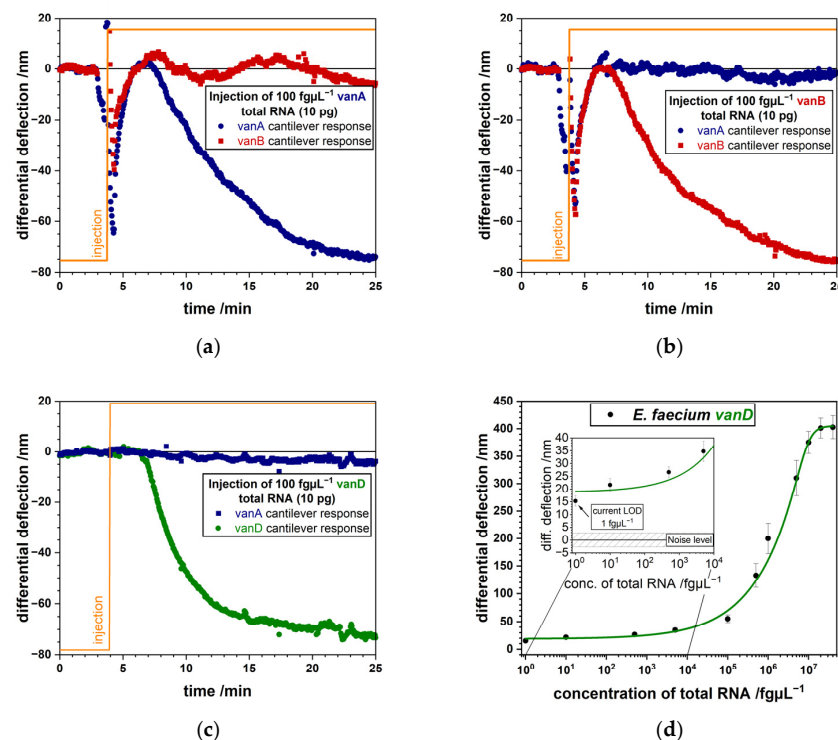 20
0
−20
−40
−60
−80
differential deflection /nm
injection
Injection of 100 fgµL⁻¹ vanA
total RNA (10 pg)
vanA cantilever response
vanB cantilever response
0 5 10 15 20 25
time /min
(a)
20
0
−20
−40
−60
−80
differential deflection /nm
injection
Injection of 100 fgµL⁻¹ vanB
total RNA (10 pg)
vanA cantilever response
vanB cantilever response
0 5 10 15 20 25
time /min
(b)
20
0
−20
−40
−60
−80
differential deflection /nm
injection
Injection of 100 fgµL⁻¹ vanD
total RNA (10 pg)
vanA cantilever response
vanD cantilever response
0 5 10 15 20 25
time /min
(c)
450
400
350
300
250
200
150
100
50
0
differential deflection /nm
E. faecium vanD
40
35
30
25
20
15
10
5
0
−5
diff. deflection /nm
current LOD
1 fgµL⁻¹
Noise level
10⁰ 10¹ 10² 10³ 10⁴
conc. of total RNA /fgµL⁻¹
10⁰ 10¹ 10² 10³ 10⁴ 10⁵ 10⁶ 10⁷
concentration of total RNA /fgµL⁻¹
(d)